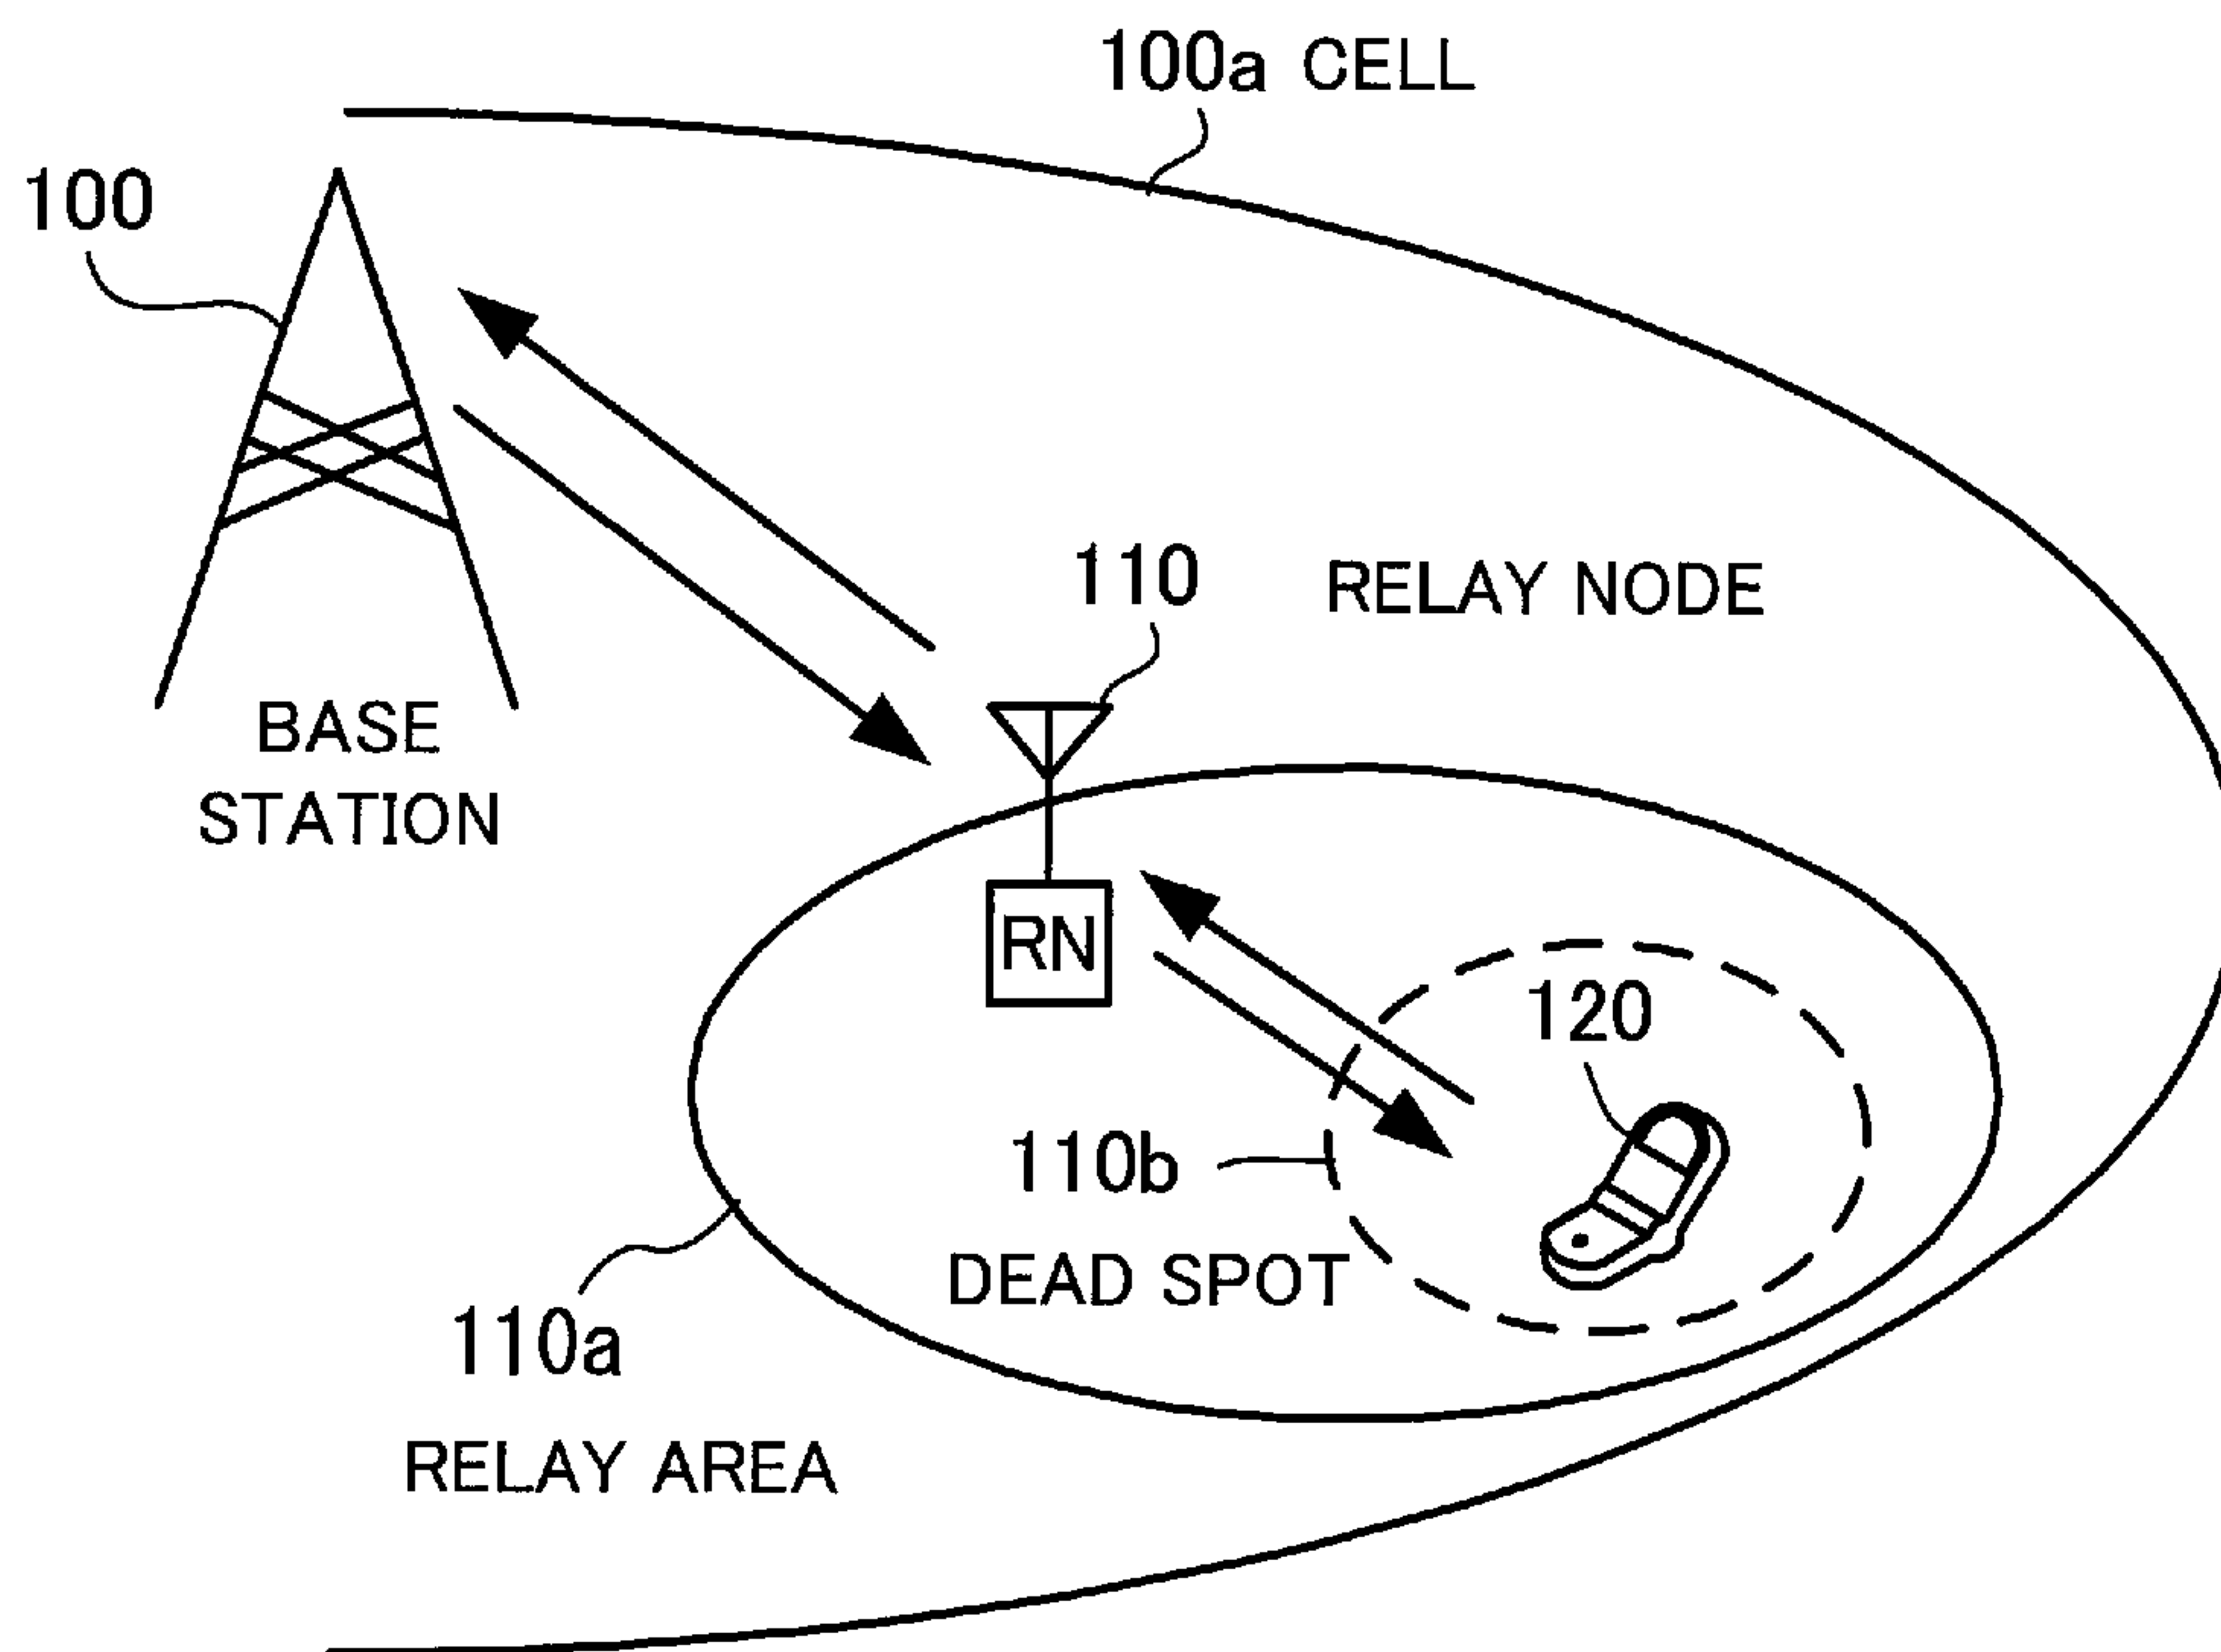 100a CELL
100
110
RELAY NODE
BASE
STATION
RN
120
110b
DEAD SPOT
110a
RELAY AREA